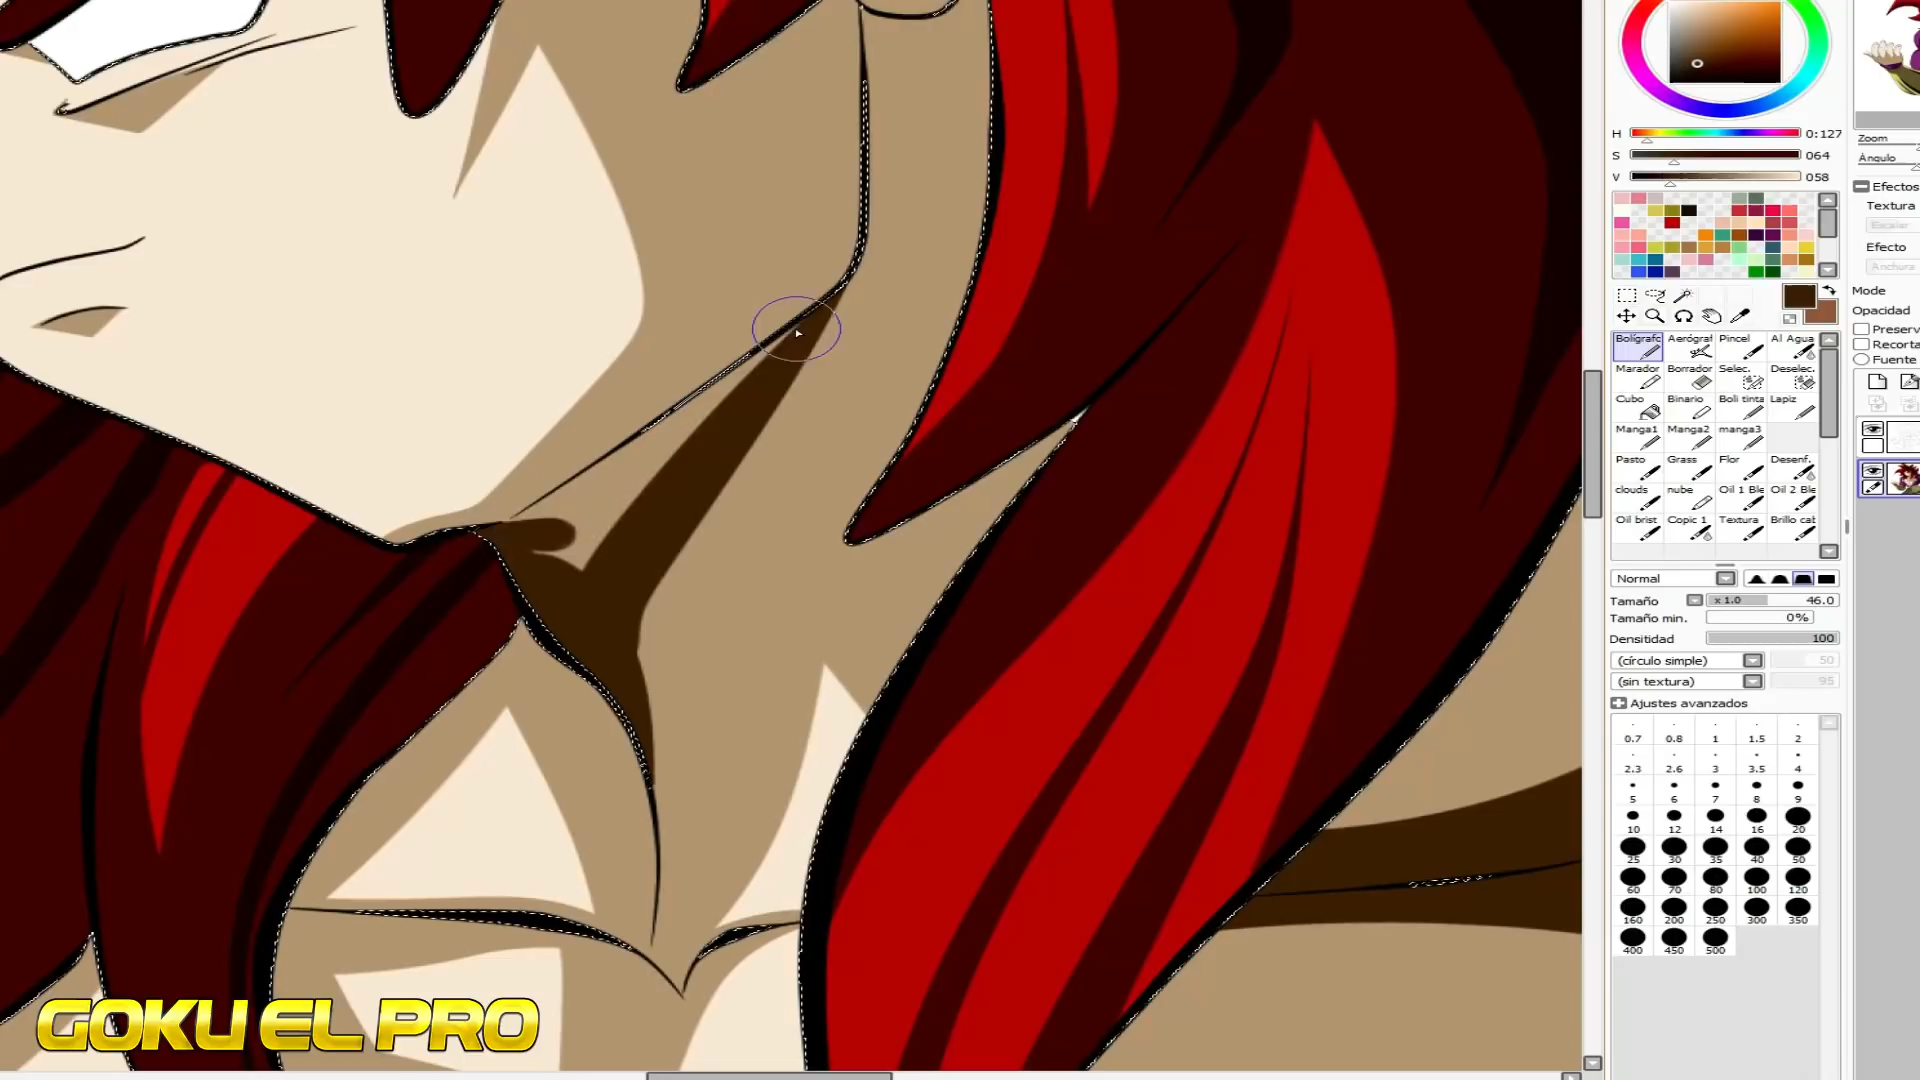 H 0:127
Zoom
S 064
Ángulo
V 058
Efectos
Textura
Escalar
Efecto
Anchura
Mode
Opacidad
Preserv
Recorta
Fuente
Bolígrafo Aerógraf Pincel Al Agua
Marador Borrador Selec. Deselec.
Cubo Binario Boli tinta Lapiz
Manga1 Manga2 manga3
Pasto Grass Flor Desenf.
clouds nube Oil 1 Ble Oil 2 Ble
Oil brist Copic 1 Textura Brillo cab
Normal
Tamaño x 1.0 46.0
Tamaño min. 0%
Densidad 100
(círculo simple) 50
(sin textura) 95
Ajustes avanzados
0.7 0.8 1 1.5 2
2.3 2.6 3 3.5 4
5 6 7 8 9
10 12 14 16 20
25 30 35 40 50
60 70 80 100 120
160 200 250 300 350
400 450 500
GOKU EL PRO